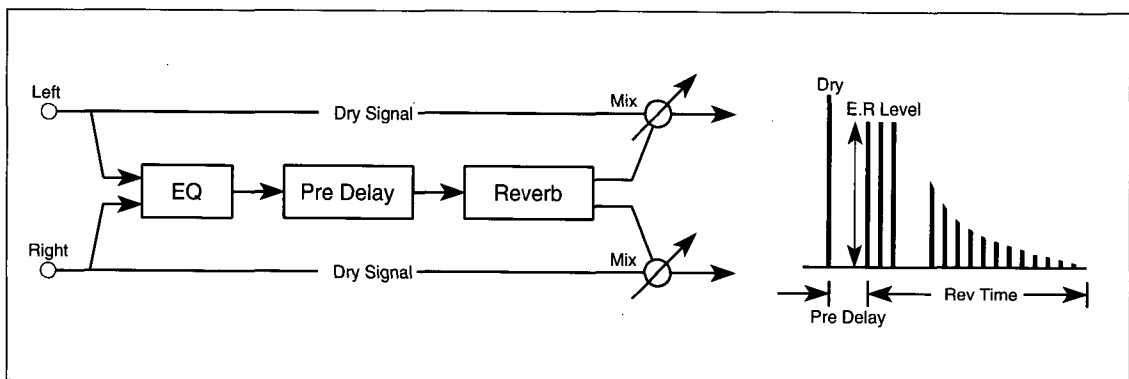 Left
Dry Signal
Mix
EQ
Pre Delay
Reverb
Right
Dry Signal
Mix
Dry
E.R Level
Rev Time
Pre Delay